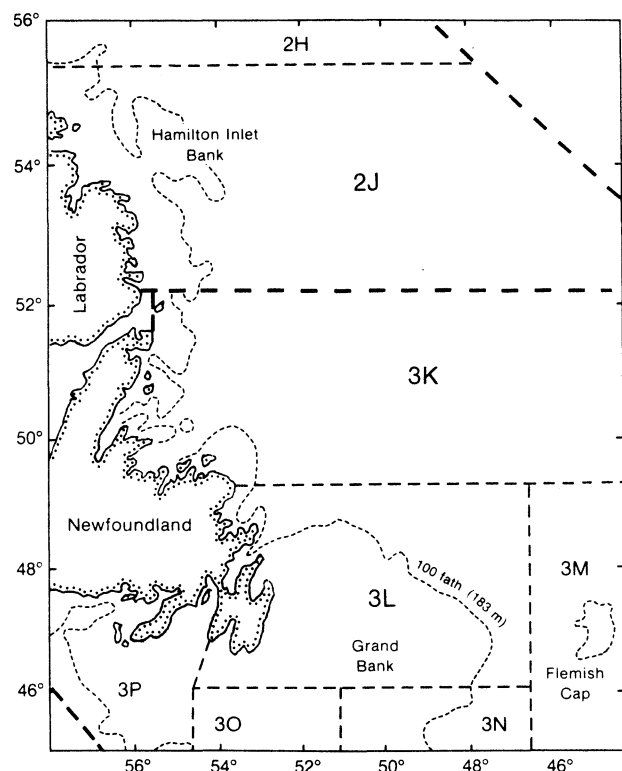 56°
2H
Hamilton Inlet
Bank
54°
2J
Labrador
52°
3K
50°
Newfoundland
48°
3M
100 fath (183 m)
3L
Grand
Bank
Flemish
Cap
46°
3P
3O
3N
56°
54°
52°
50°
48°
46°